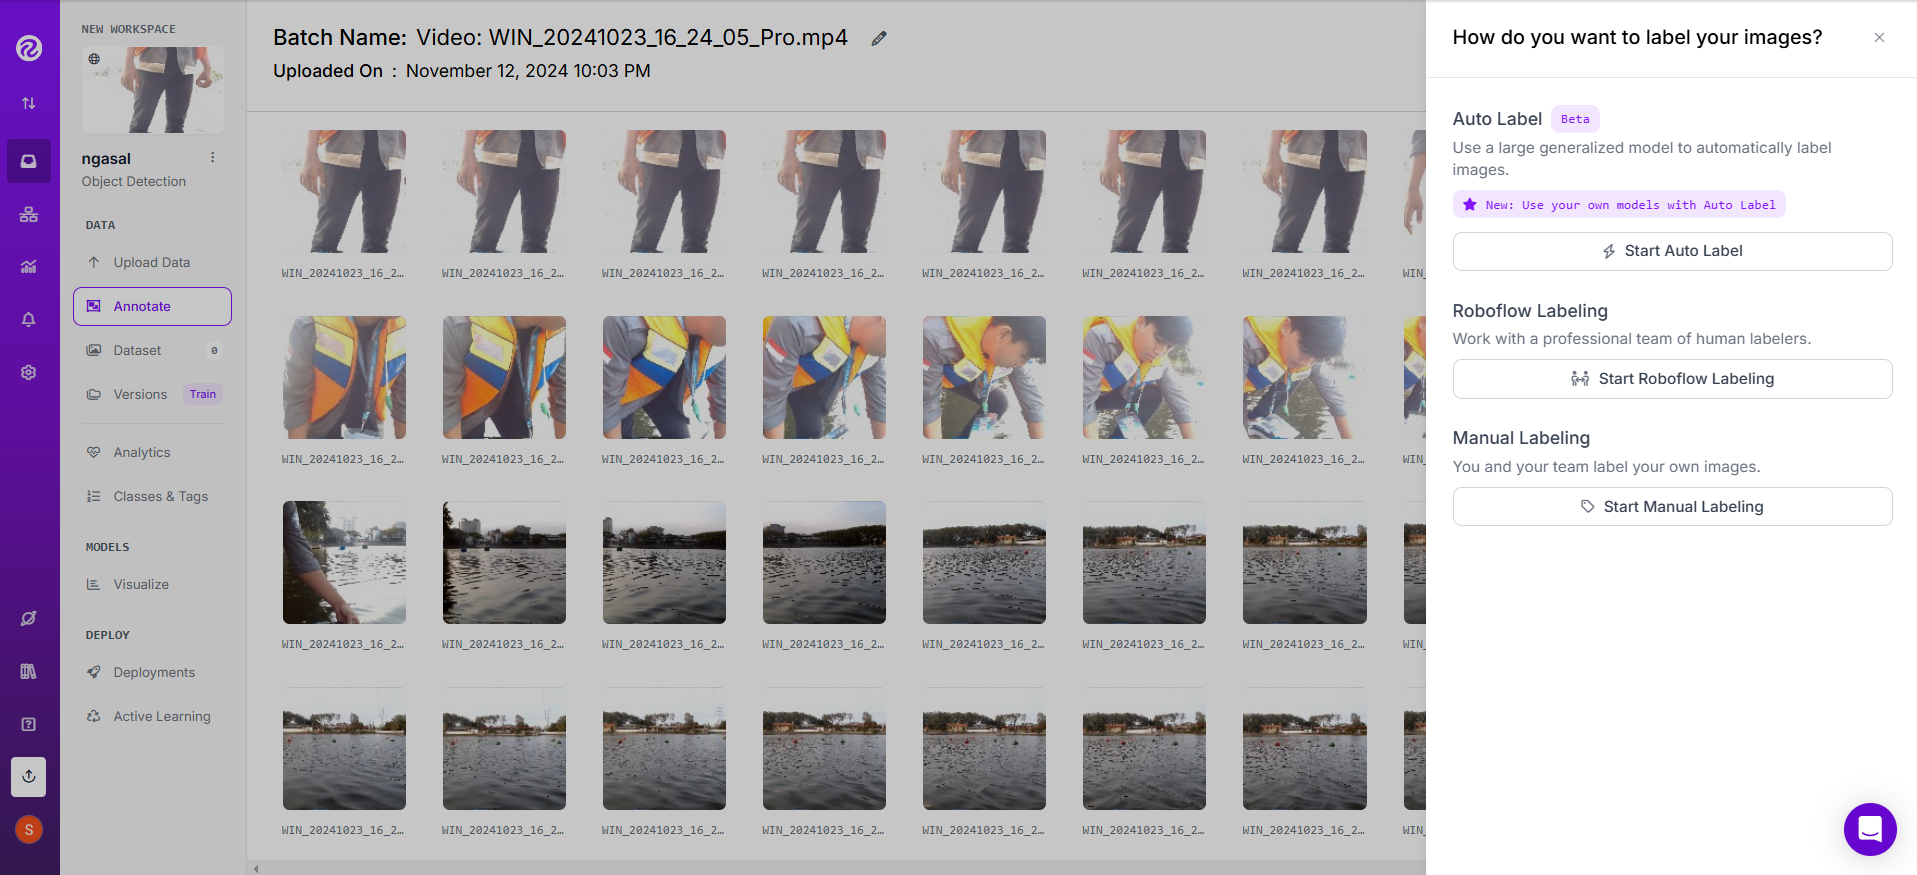 NEW WORKSPACE
ngasal
Object Detection
DATA
Upload Data
Annotate
Dataset 0
Versions Train
Analytics
Classes & Tags
MODELS
Visualize
DEPLOY
Deployments
Active Learning
S
Batch Name: Video: WIN_20241023_16_24_05_Pro.mp4
Uploaded On : November 12, 2024 10:03 PM
WIN_20241023_16_2… WIN_20241023_16_2… WIN_20241023_16_2… WIN_20241023_16_2… WIN_20241023_16_2… WIN_20241023_16_2… WIN_20241023_16_2… WIN_
WIN_20241023_16_2… WIN_20241023_16_2… WIN_20241023_16_2… WIN_20241023_16_2… WIN_20241023_16_2… WIN_20241023_16_2… WIN_20241023_16_2… WIN_
WIN_20241023_16_2… WIN_20241023_16_2… WIN_20241023_16_2… WIN_20241023_16_2… WIN_20241023_16_2… WIN_20241023_16_2… WIN_20241023_16_2… WIN_
WIN_20241023_16_2… WIN_20241023_16_2… WIN_20241023_16_2… WIN_20241023_16_2… WIN_20241023_16_2… WIN_20241023_16_2… WIN_20241023_16_2… WIN_
How do you want to label your images?
Auto Label Beta
Use a large generalized model to automatically label
images.
New: Use your own models with Auto Label
Start Auto Label
Roboflow Labeling
Work with a professional team of human labelers.
Start Roboflow Labeling
Manual Labeling
You and your team label your own images.
Start Manual Labeling